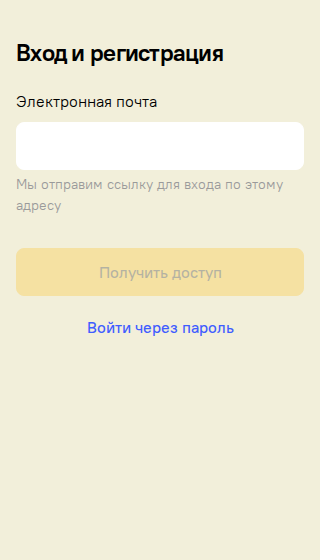 Вход и регистрация
Электронная почта
Мы отправим ссылку для входа по этому
адресу
Получить доступ
Войти через пароль